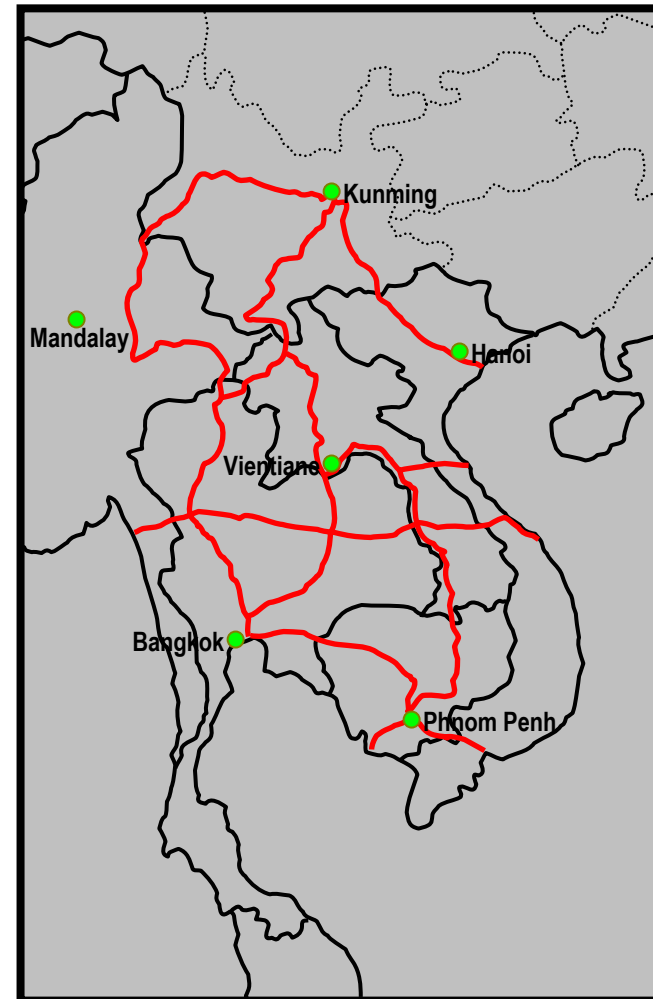 Kunming
Mandalay
Hanoi
Vientiane
Bangkok
Phnom Penh